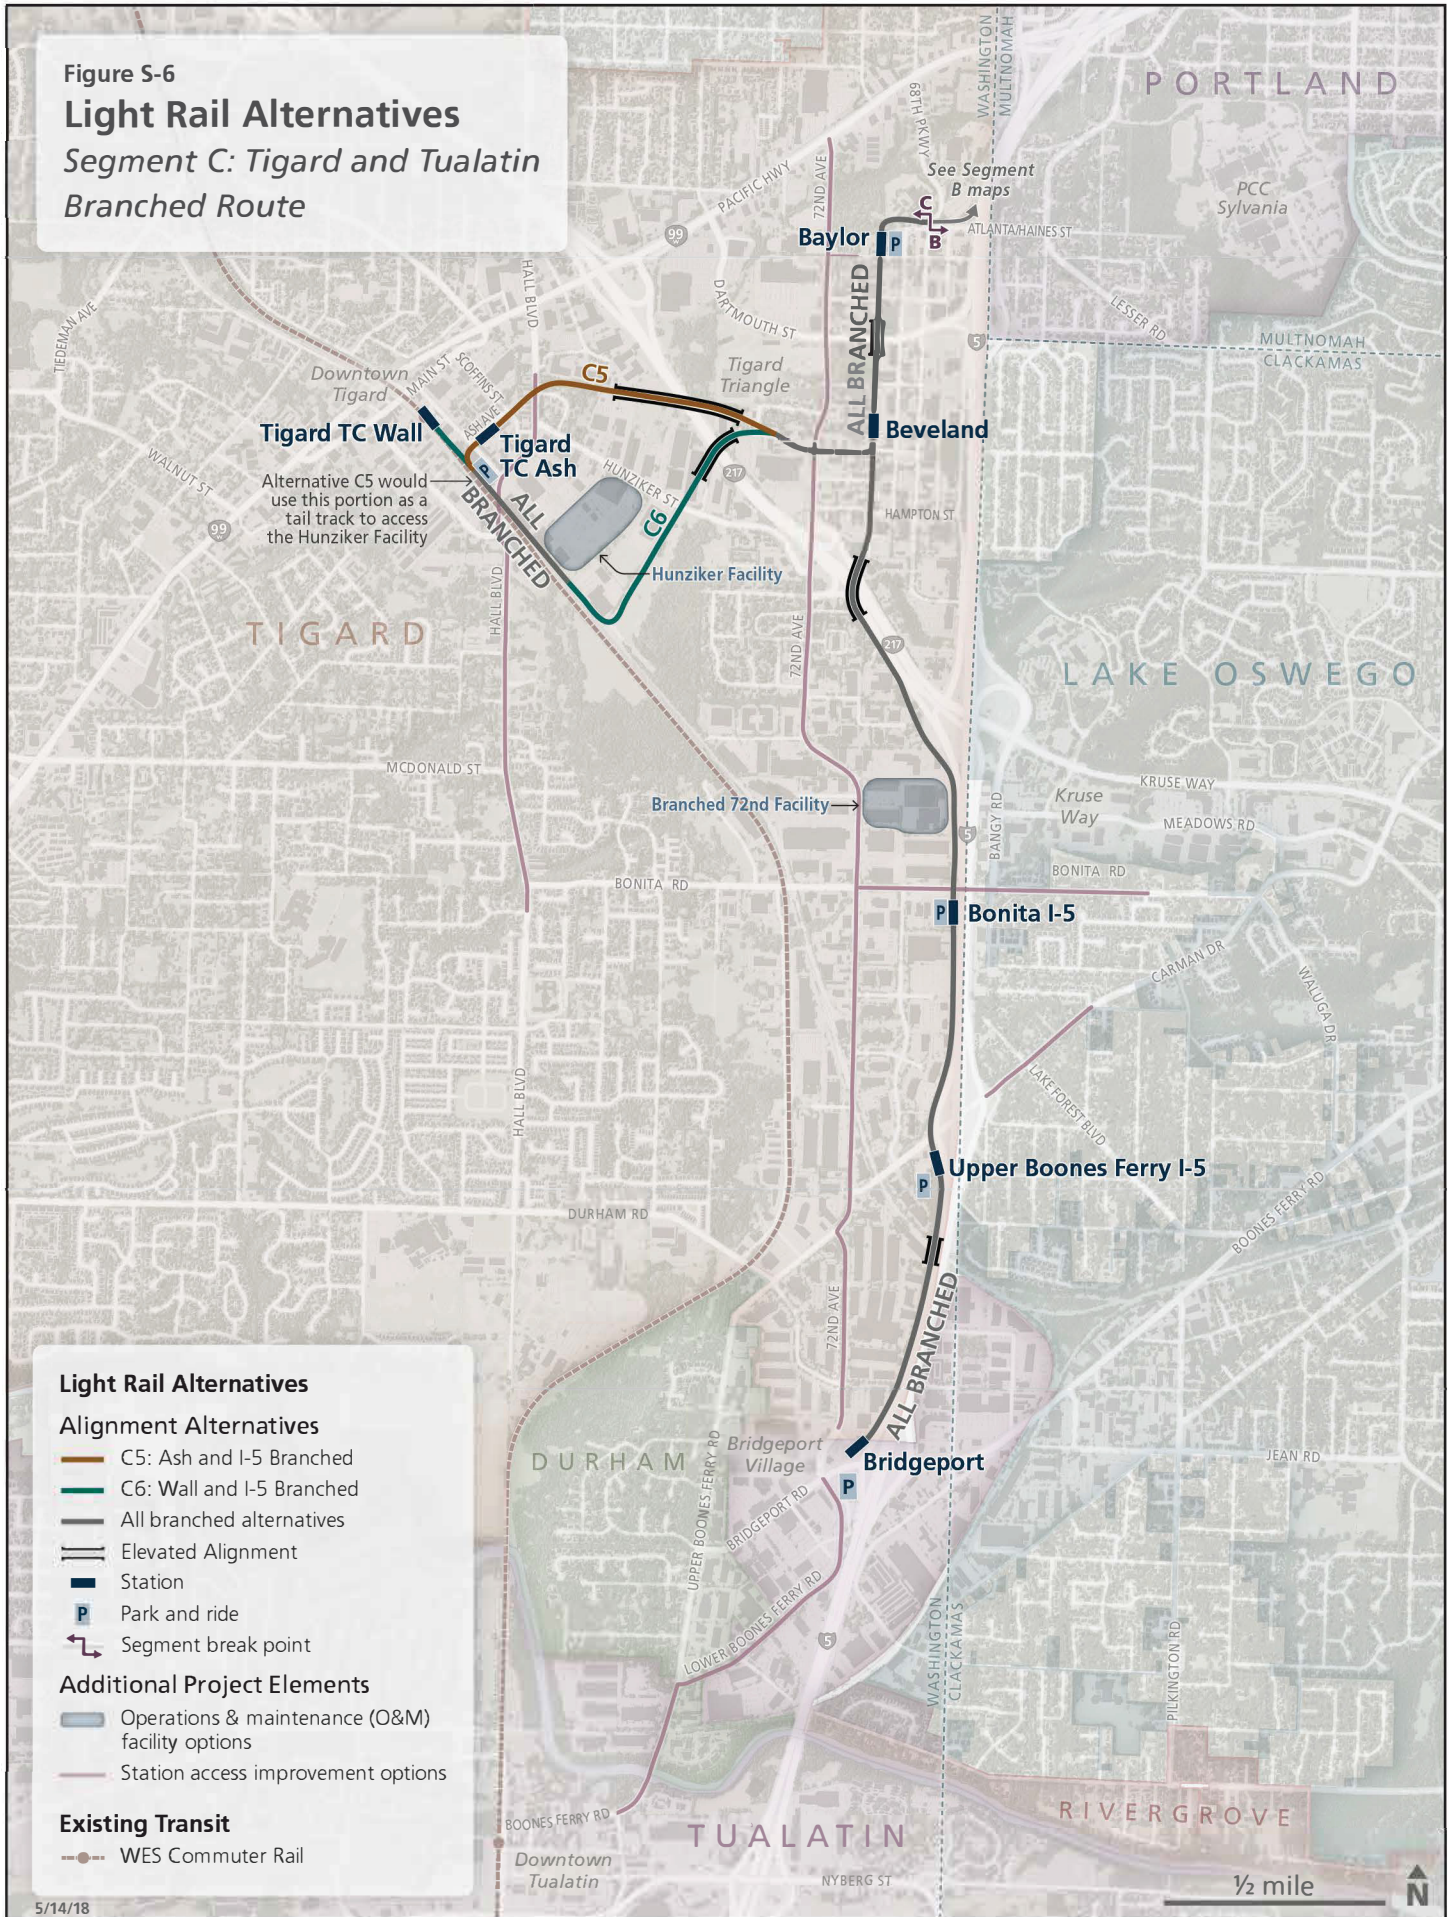 Figure S-6
Light Rail Alternatives
Segment C: Tigard and Tualatin
Branched Route
PORTLAND
WASHINGTON
MULTNOMAH
68TH PKWY
72ND AVE
PACIFIC HWY
99
See Segment
B maps
C
B
ATLANTA/HAINES ST
PCC
Sylvania
Baylor
P
HALL BLVD
DARTMOUTH ST
ALL BRANCHED
LESSER RD
TIEDEMAN AVE
5
MULTNOMAH
CLACKAMAS
Downtown
Tigard
MAIN ST
SCOFFINS ST
C5
Tigard
Triangle
ASH AVE
Tigard TC Wall
Tigard
TC Ash
P
Beveland
WALNUT ST
Alternative C5 would
use this portion as a
tail track to access
the Hunziker Facility
99
ALL
BRANCHED
HUNZIKER ST
217
C6
HAMPTON ST
Hunziker Facility
HALL BLVD
TIGARD
72ND AVE
217
LAKE OSWEGO
MCDONALD ST
KRUSE WAY
Branched 72nd Facility
Kruse
Way
BANGY RD
5
MEADOWS RD
BONITA RD
BONITA RD
P
Bonita I-5
CARMAN DR
WALUGA DR
HALL BLVD
LAKE FOREST BLVD
Upper Boones Ferry I-5
P
DURHAM RD
BOONES FERRY RD
72ND AVE
ALL BRANCHED
Bridgeport
Village
Bridgeport
P
JEAN RD
DURHAM
UPPER BOONES FERRY RD
BRIDGEPORT RD
LOWER BOONES FERRY RD
5
WASHINGTON
CLACKAMAS
PILKINGTON RD
RIVERGROVE
BOONES FERRY RD
TUALATIN
Downtown
Tualatin
NYBERG ST
½ mile
N
Light Rail Alternatives
Alignment Alternatives
C5: Ash and I-5 Branched
C6: Wall and I-5 Branched
All branched alternatives
Elevated Alignment
Station
P Park and ride
Segment break point
Additional Project Elements
Operations & maintenance (O&M)
facility options
Station access improvement options
Existing Transit
WES Commuter Rail
5/14/18